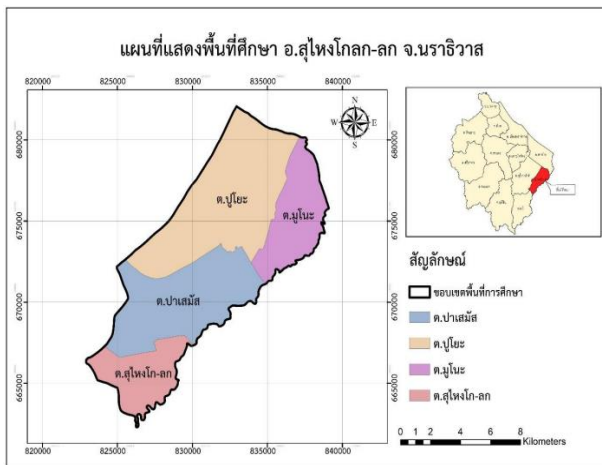 แผนที่แสดงพื้นที่ศึกษา อ.สุไหงโกลก-ลก จ.นราธิวาส
820000 825000 830000 835000 840000
N
W E
S
680000
675000
670000
665000
ต.ปูโยะ
ต.มูโนะ
ต.ปาเสมัส
ต.สุไหงโก-ลก
820000 825000 830000 835000 840000
สัญลักษณ์
ขอบเขตพื้นที่การศึกษา
ต.ปาเสมัส
ต.ปูโยะ
ต.มูโนะ
ต.สุไหงโก-ลก
0 1 2 4 6 8
Kilometers